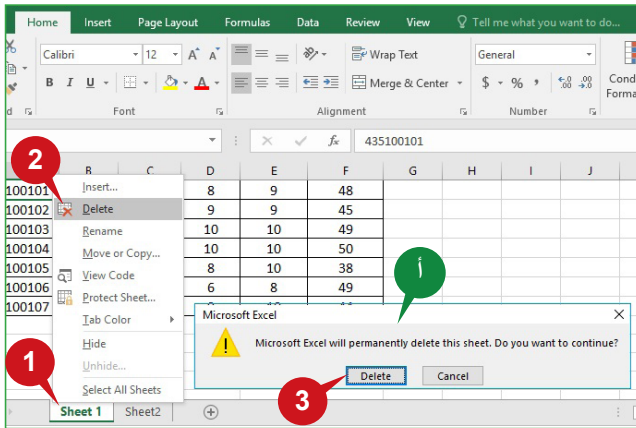 Home Insert Page Layout Formulas Data Review View Tell me what you want to do...
Calibri 12 A A Wrap Text General
B I U A Merge & Center $ % , .0 .00 Cond
Forma
Font Alignment Number
fx 435100101
B C D E F G H I J
100101 8 9 48
100102 9 9 45
100103 10 10 49
100104 10 10 50
100105 8 10 38
100106 6 8 49
100107
2
Insert...
Delete
Rename
Move or Copy...
View Code
Protect Sheet...
Tab Color
Hide
Unhide...
Select All Sheets
أ
Microsoft Excel
Microsoft Excel will permanently delete this sheet. Do you want to continue?
Delete Cancel
3
1
Sheet 1 Sheet2